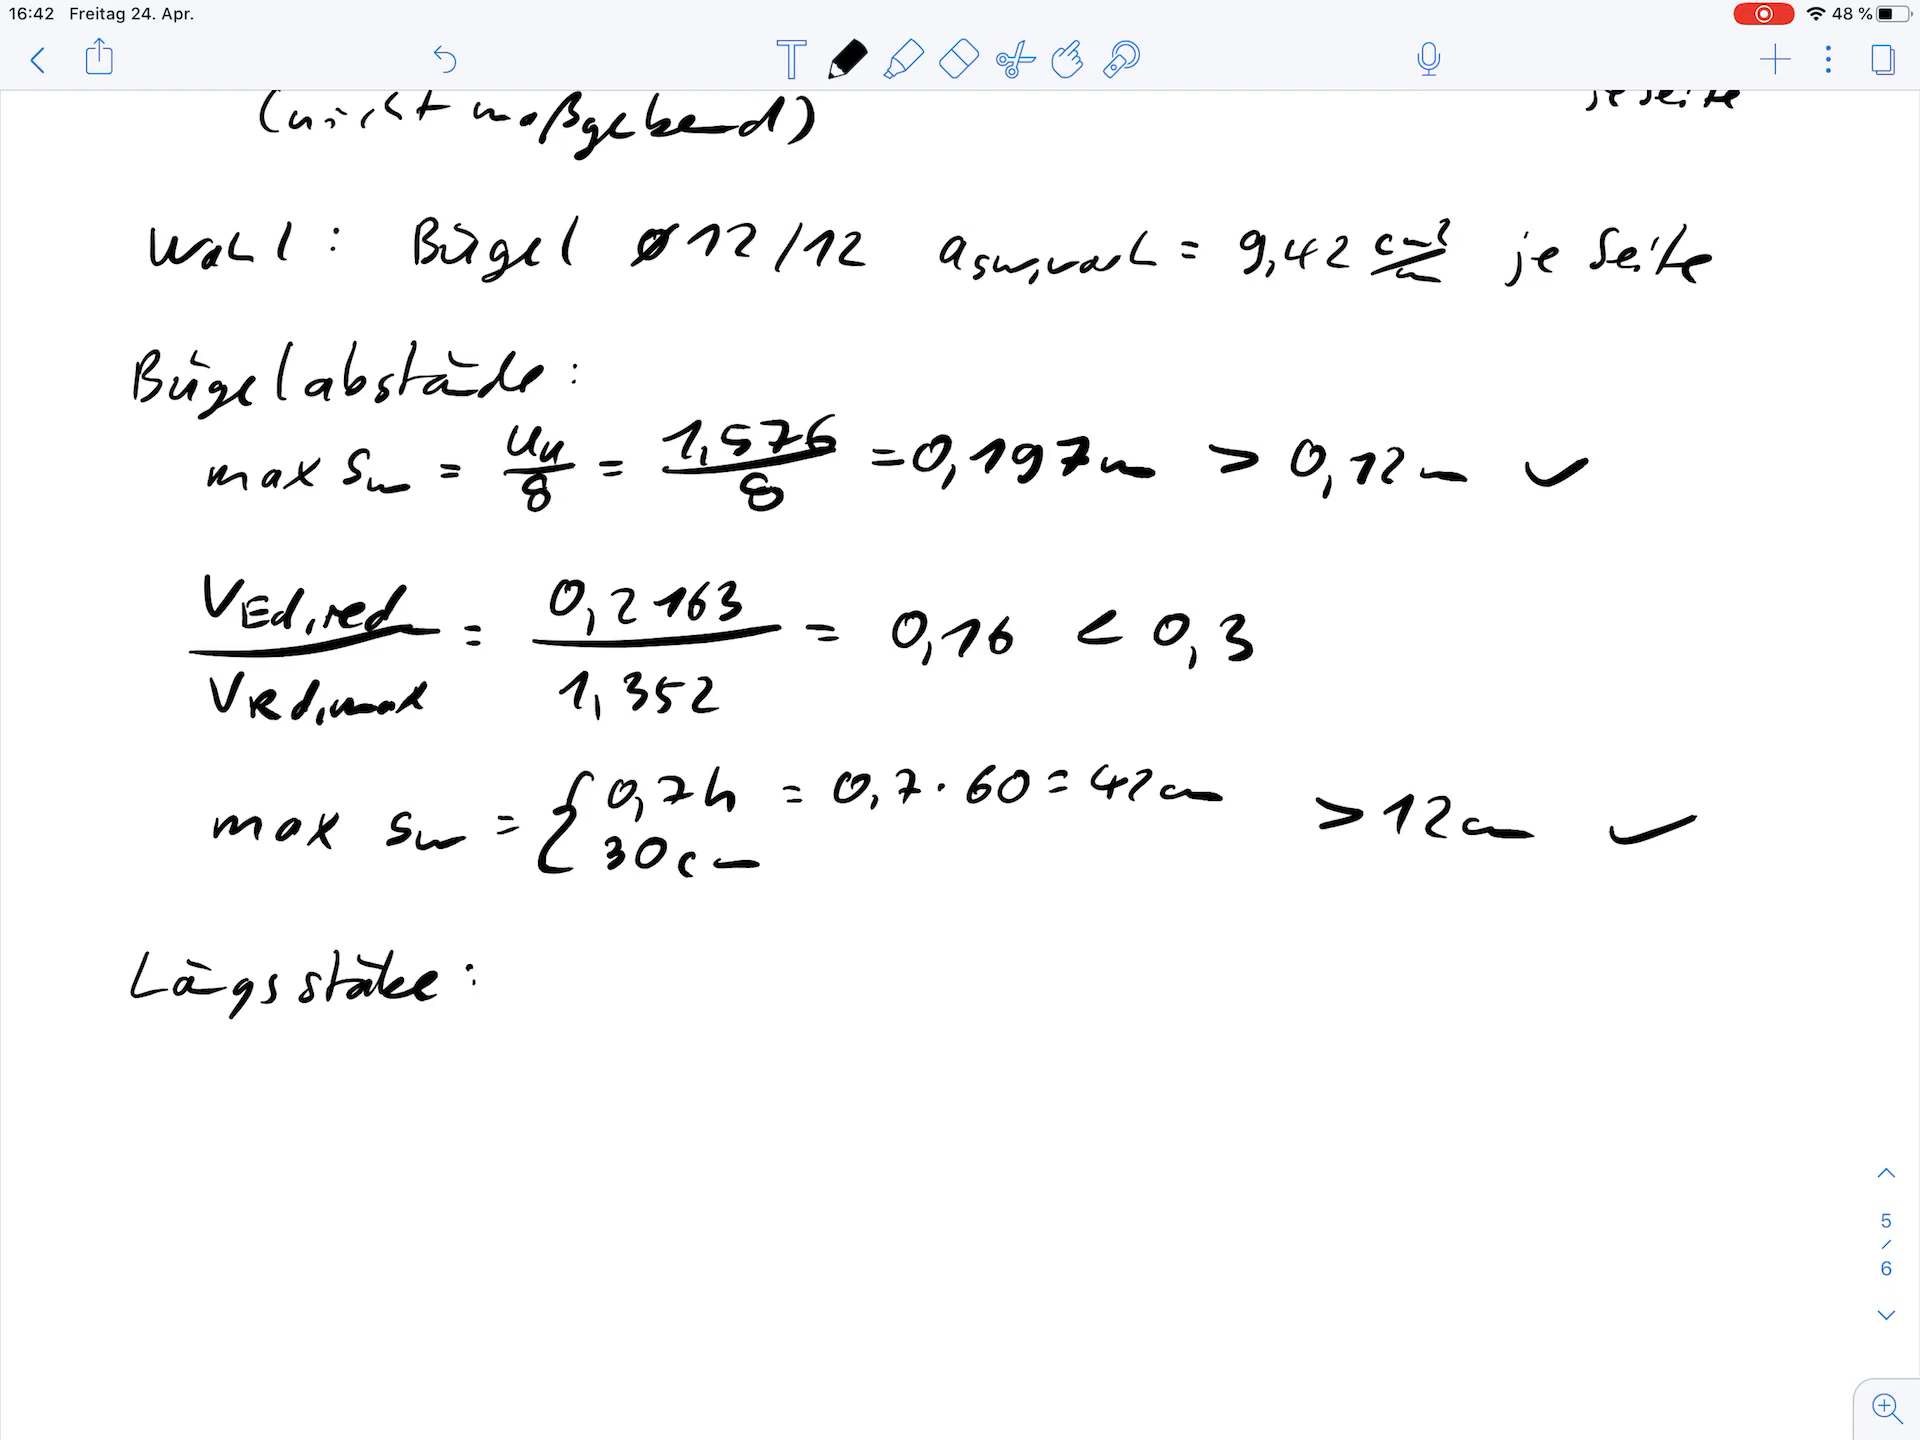 16:42 Freitag 24. Apr. 48 %
(nicht maßgebend) je Seite
Wahl: Bügel ø12/12 asw,vorh = 9,42 cm²/m je Seite
Bügelabstände:
max sw = uk/8 = 1,576/8 = 0,197m > 0,12m ✓
VEd,red/VRd,max = 0,2163/1,352 = 0,16 < 0,3
max sw = { 0,7h = 0,7 · 60 = 42cm > 12cm ✓
30cm
Längsstäbe:
5
/
6